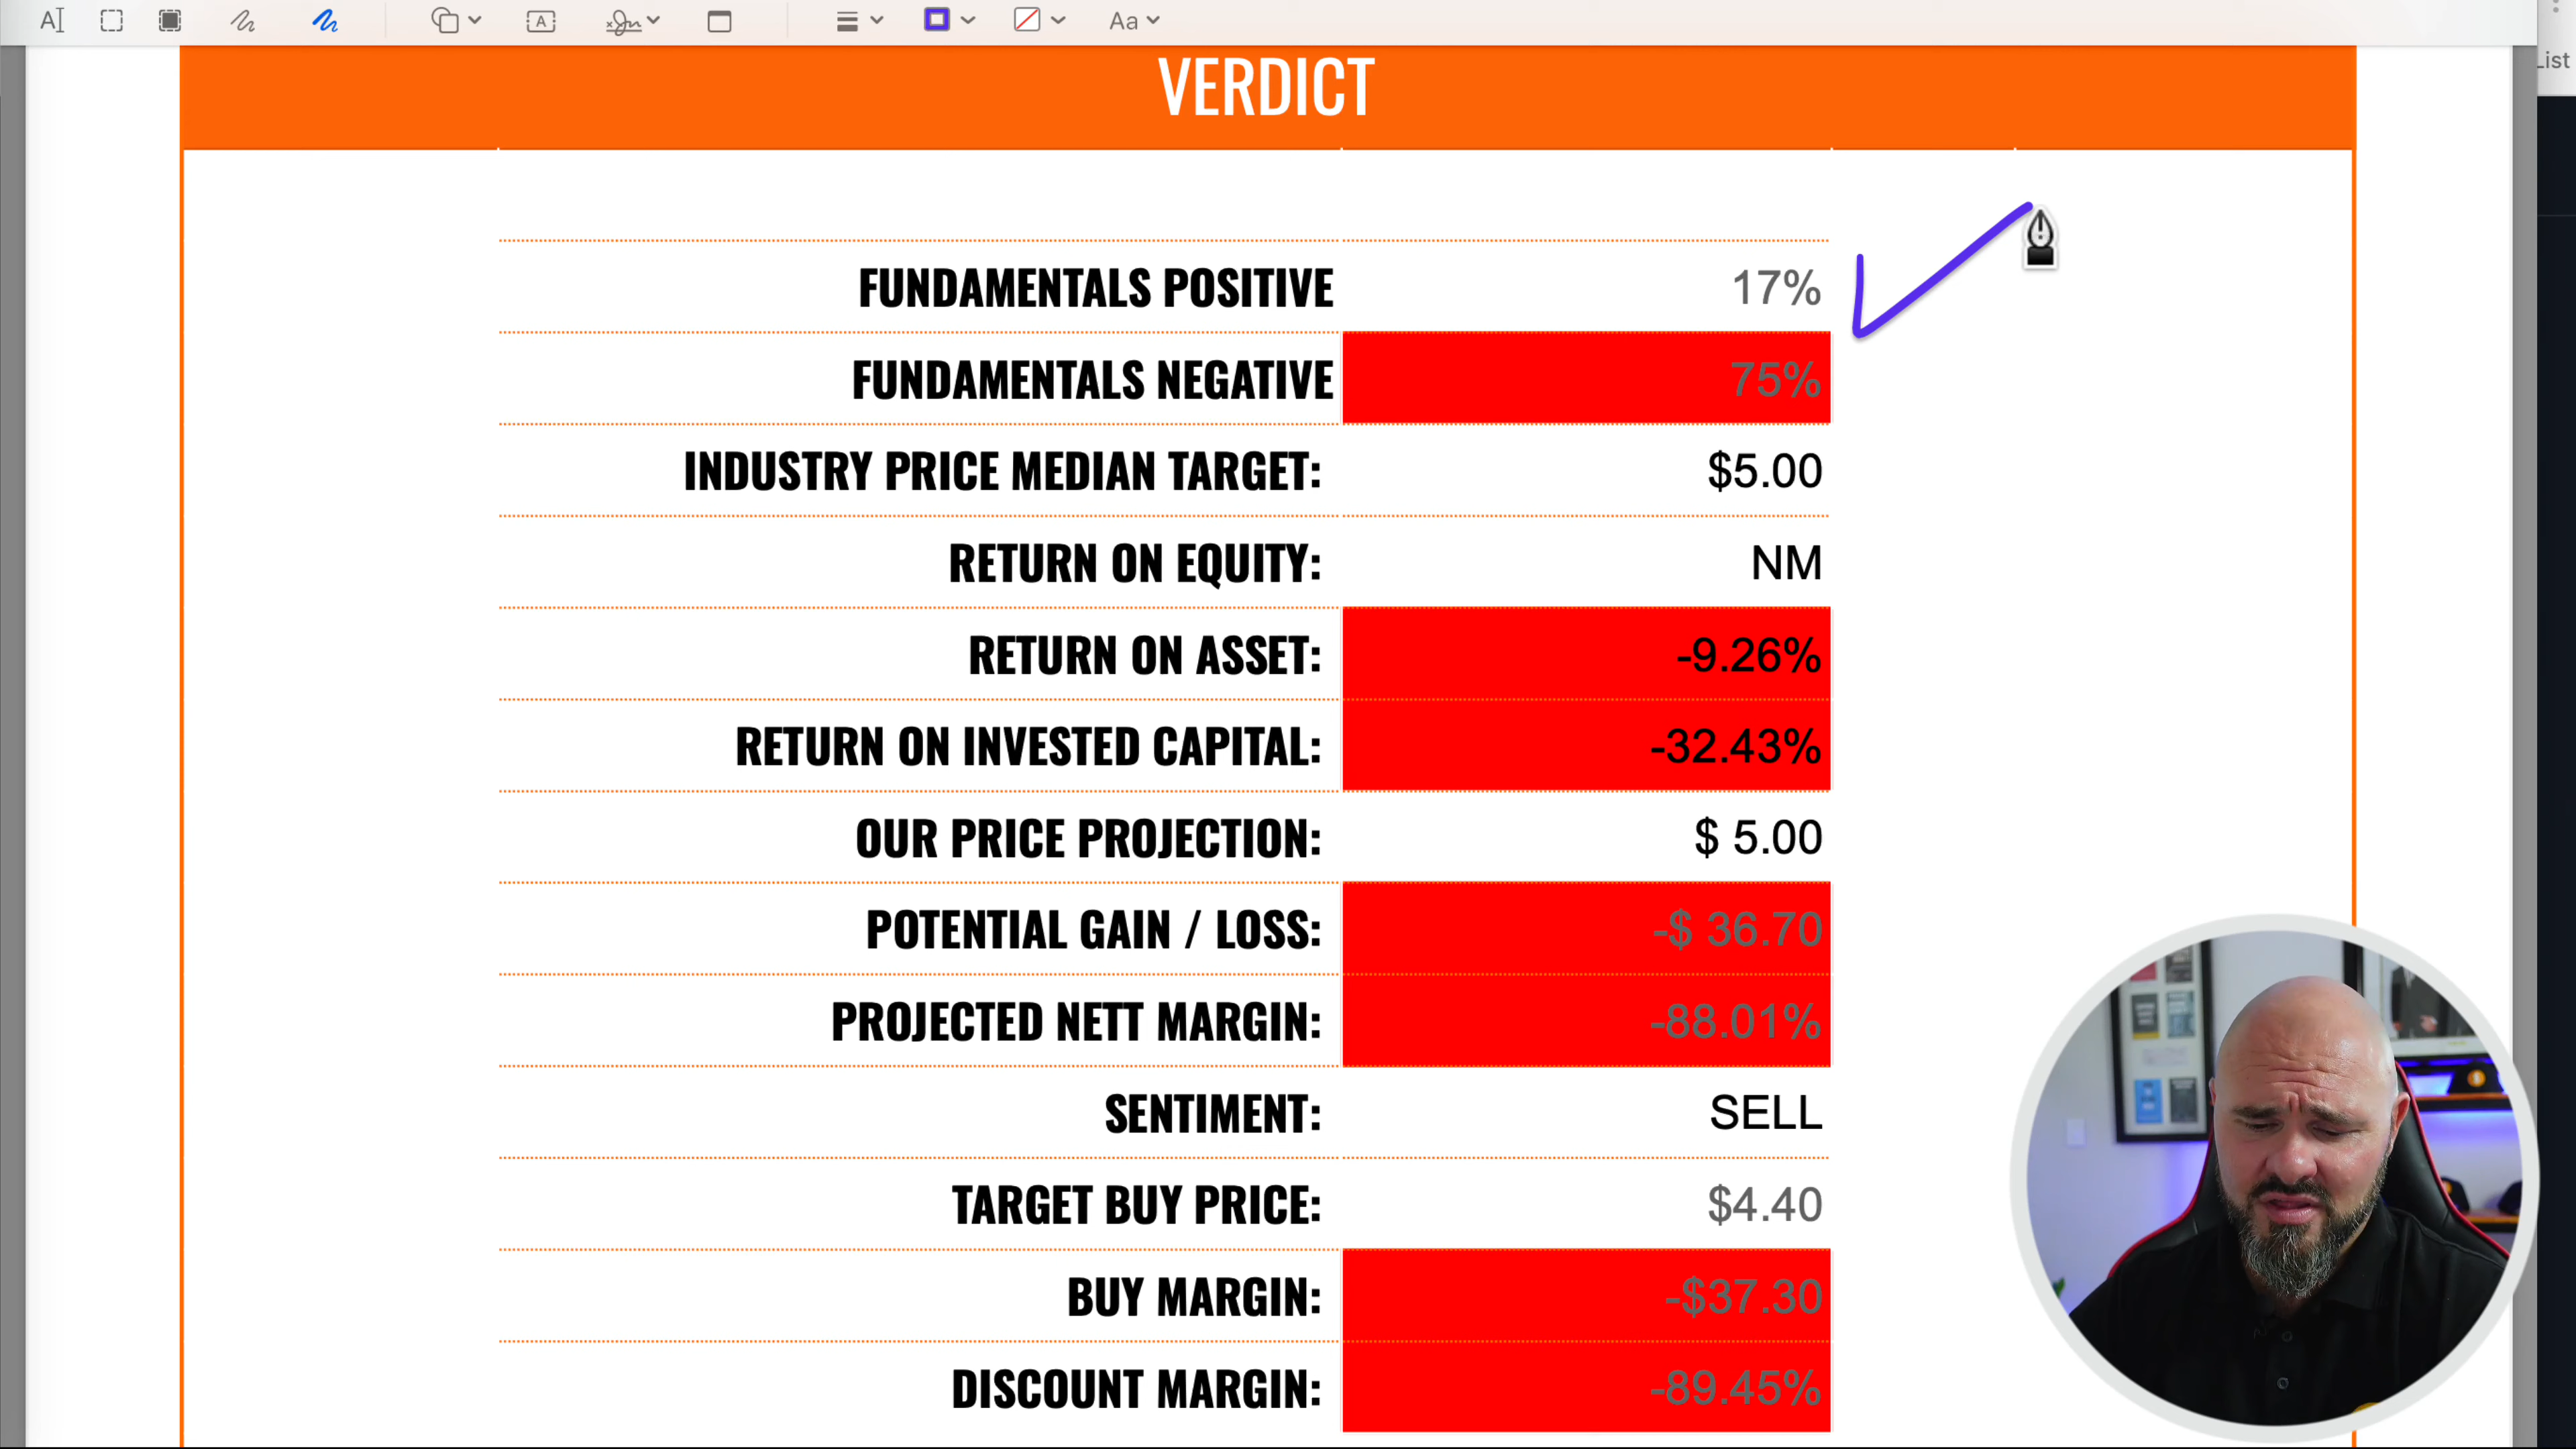 List
A
Aa
VERDICT
FUNDAMENTALS POSITIVE 17%
FUNDAMENTALS NEGATIVE 75%
INDUSTRY PRICE MEDIAN TARGET: $5.00
RETURN ON EQUITY: NM
RETURN ON ASSET: -9.26%
RETURN ON INVESTED CAPITAL: -32.43%
OUR PRICE PROJECTION: $ 5.00
POTENTIAL GAIN / LOSS: -$ 36.70
PROJECTED NETT MARGIN: -88.01%
SENTIMENT: SELL
TARGET BUY PRICE: $4.40
BUY MARGIN: -$37.30
DISCOUNT MARGIN: -89.45%